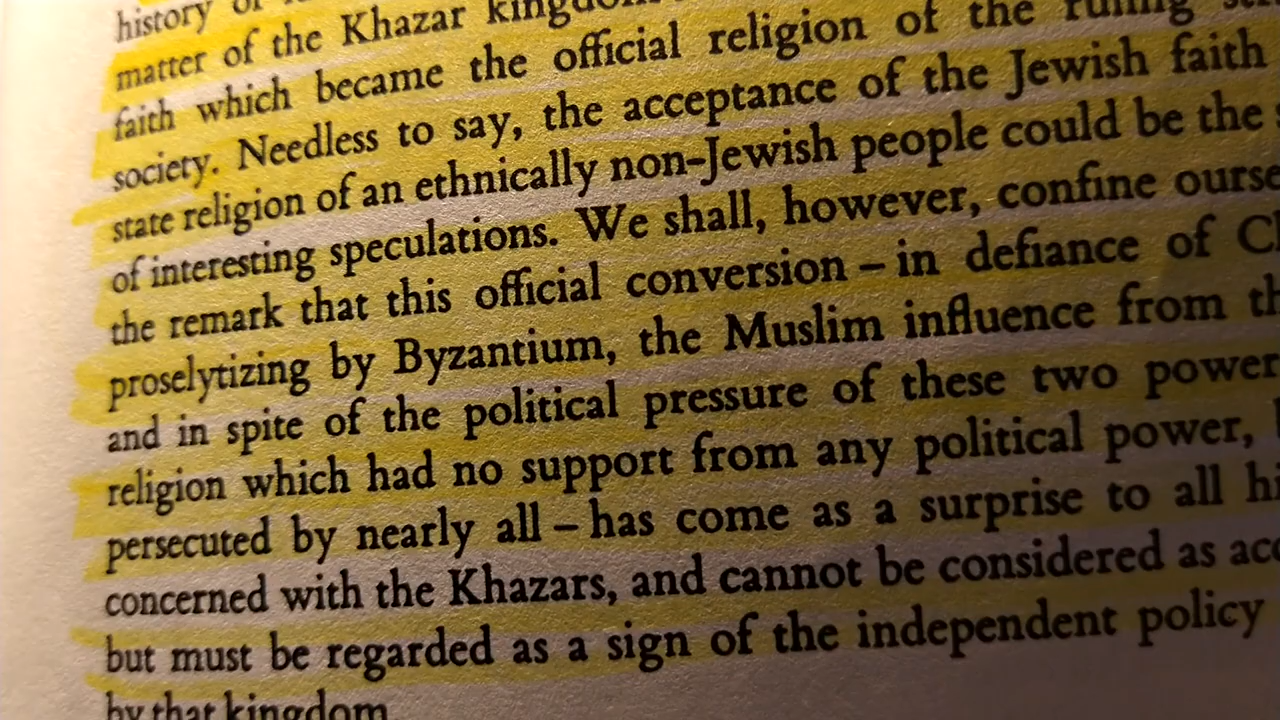 history of
matter of the Khazar
faith which became the official religion of the ruling
society. Needless to say, the acceptance of the Jewish faith
state religion of an ethnically non-Jewish people could be the
of interesting speculations. We shall, however, confine
the remark that this official conversion – in defiance of
proselytizing by Byzantium, the Muslim influence from
and in spite of the political pressure of these two
religion which had no support from any political power,
persecuted by nearly all – has come as a surprise to all
concerned with the Khazars, and cannot be considered as
but must be regarded as a sign of the independent policy
by that kingdom